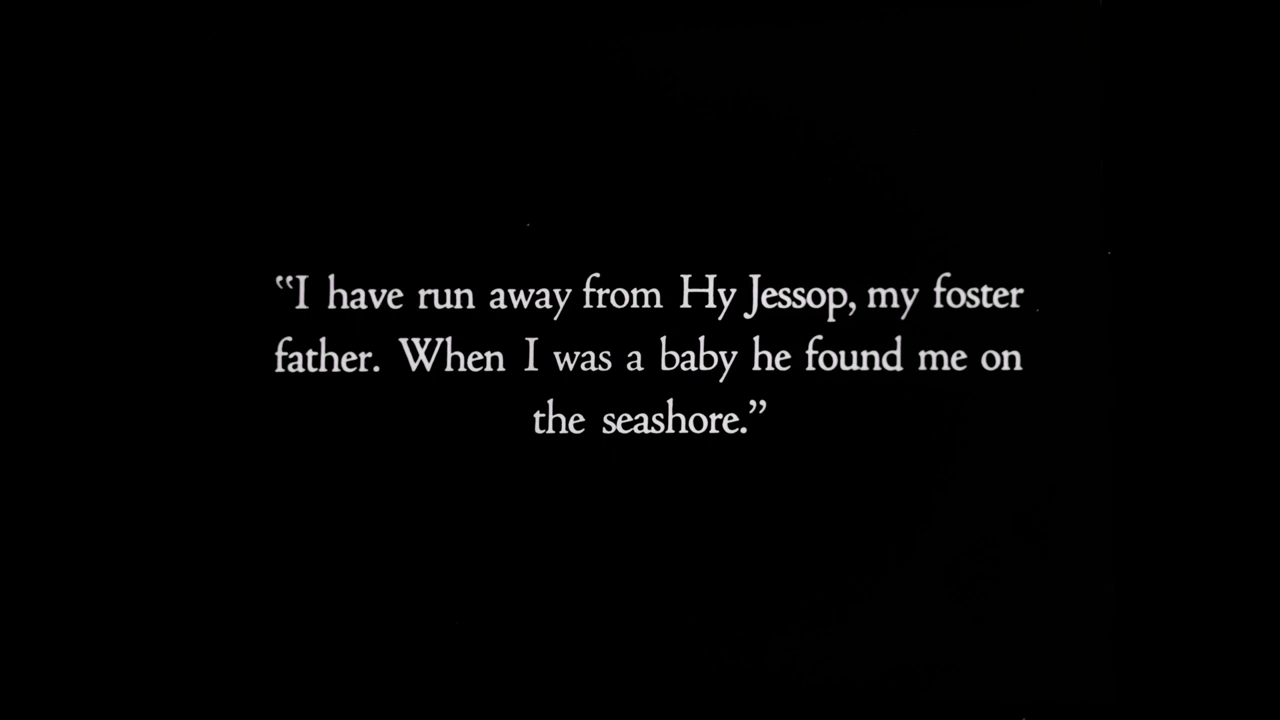 “I have run away from Hy Jessop, my foster
father. When I was a baby he found me on
the seashore.”